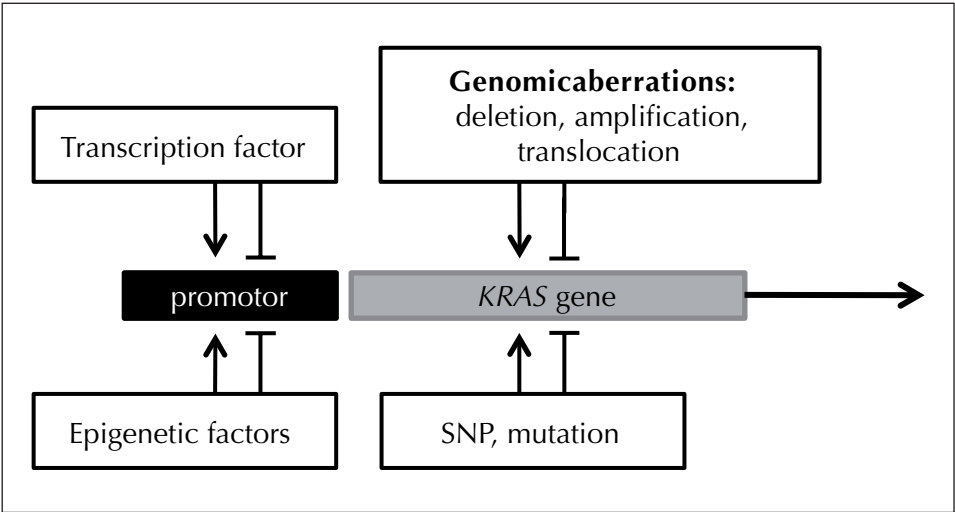 Genomicaberrations:
deletion, amplification,
translocation
Transcription factor
promotor
KRAS gene
Epigenetic factors
SNP, mutation